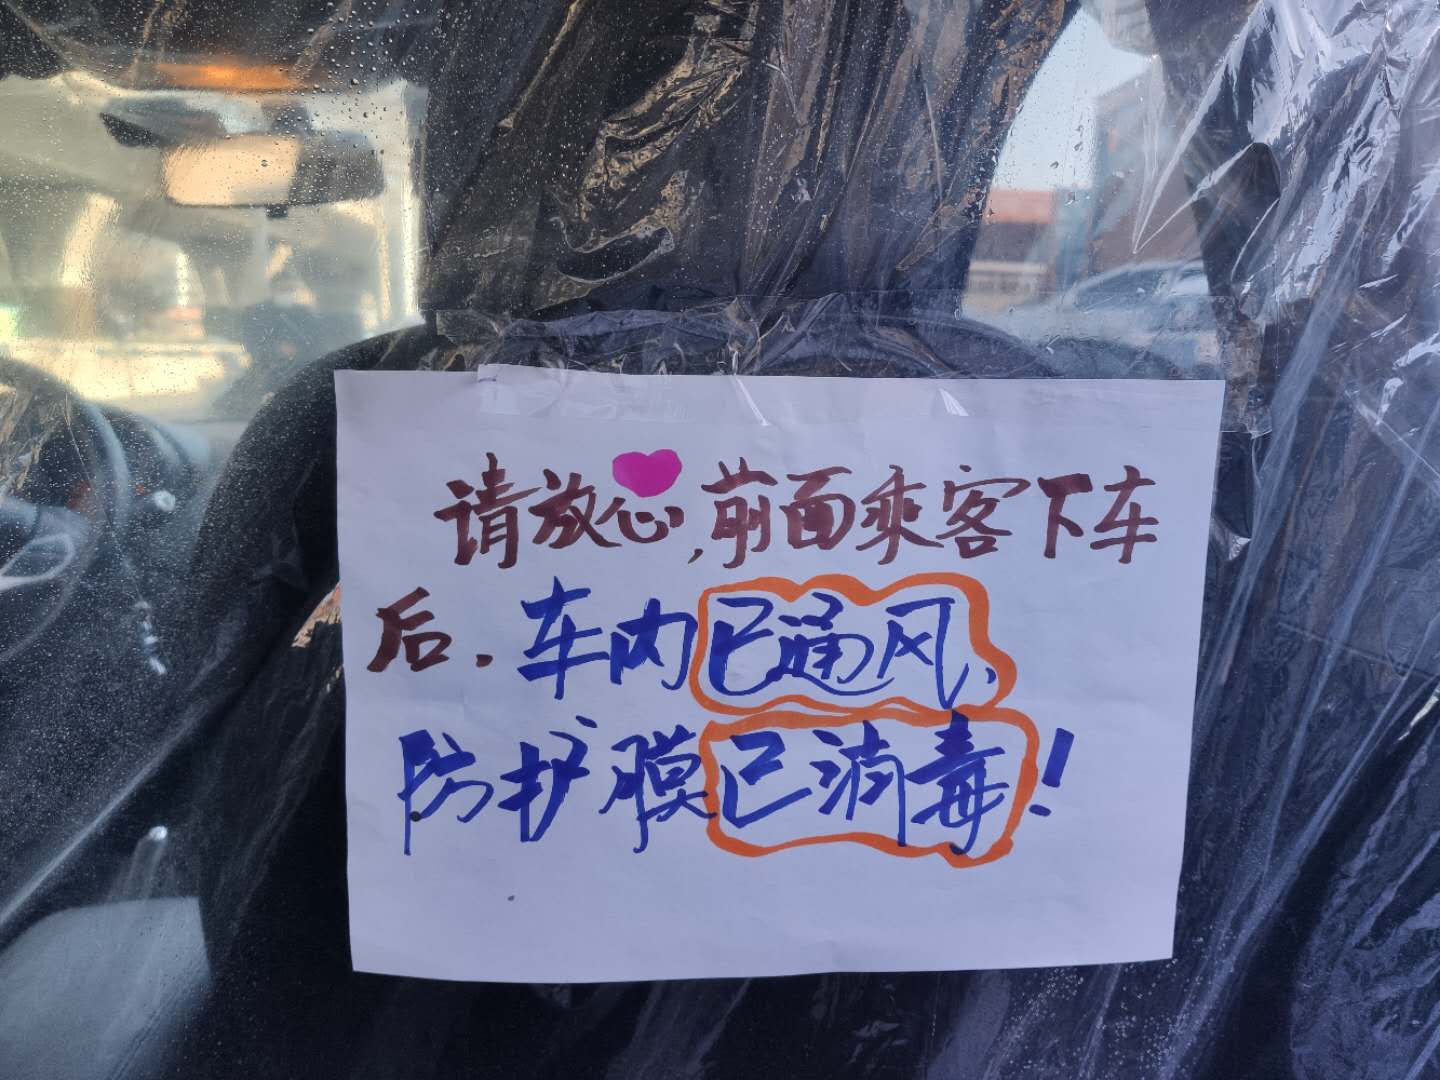 请放心,前面乘客下车
后.车内已通风、
防护膜已消毒!